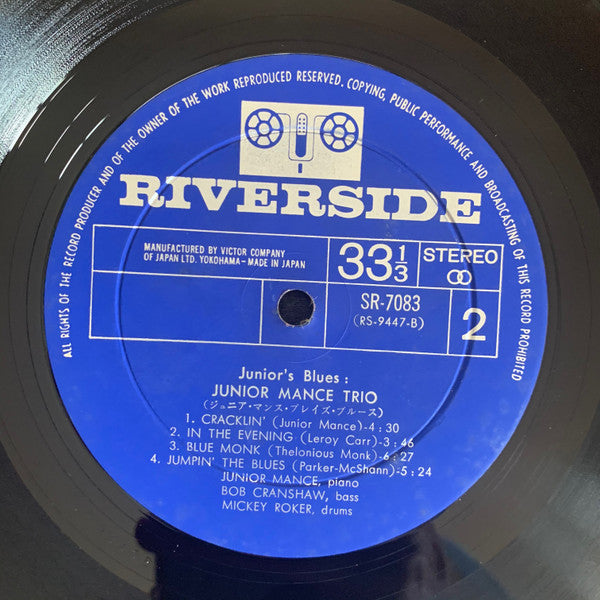 ALL RIGHTS OF THE RECORD PRODUCER AND OF THE OWNER OF THE WORK REPRODUCED RESERVED. COPYING, PUBLIC PERFORMANCE AND BROADCASTING OF THIS RECORD PROHIBITED
RIVERSIDE
MANUFACTURED BY VICTOR COMPANY
OF JAPAN LTD. YOKOHAMA-MADE IN JAPAN
33 1/3
STEREO
SR-7083
(RS-9447-B)
2
Junior's Blues :
JUNIOR MANCE TRIO
(ジュニア・マンス・プレイズ・ブルース)
1. CRACKLIN' (Junior Mance)-4:30
2. IN THE EVENING (Leroy Carr)-3:46
3. BLUE MONK (Thelonious Monk)-6:27
4. JUMPIN' THE BLUES (Parker-McShann)-5:24
JUNIOR MANCE, piano
BOB CRANSHAW, bass
MICKEY ROKER, drums